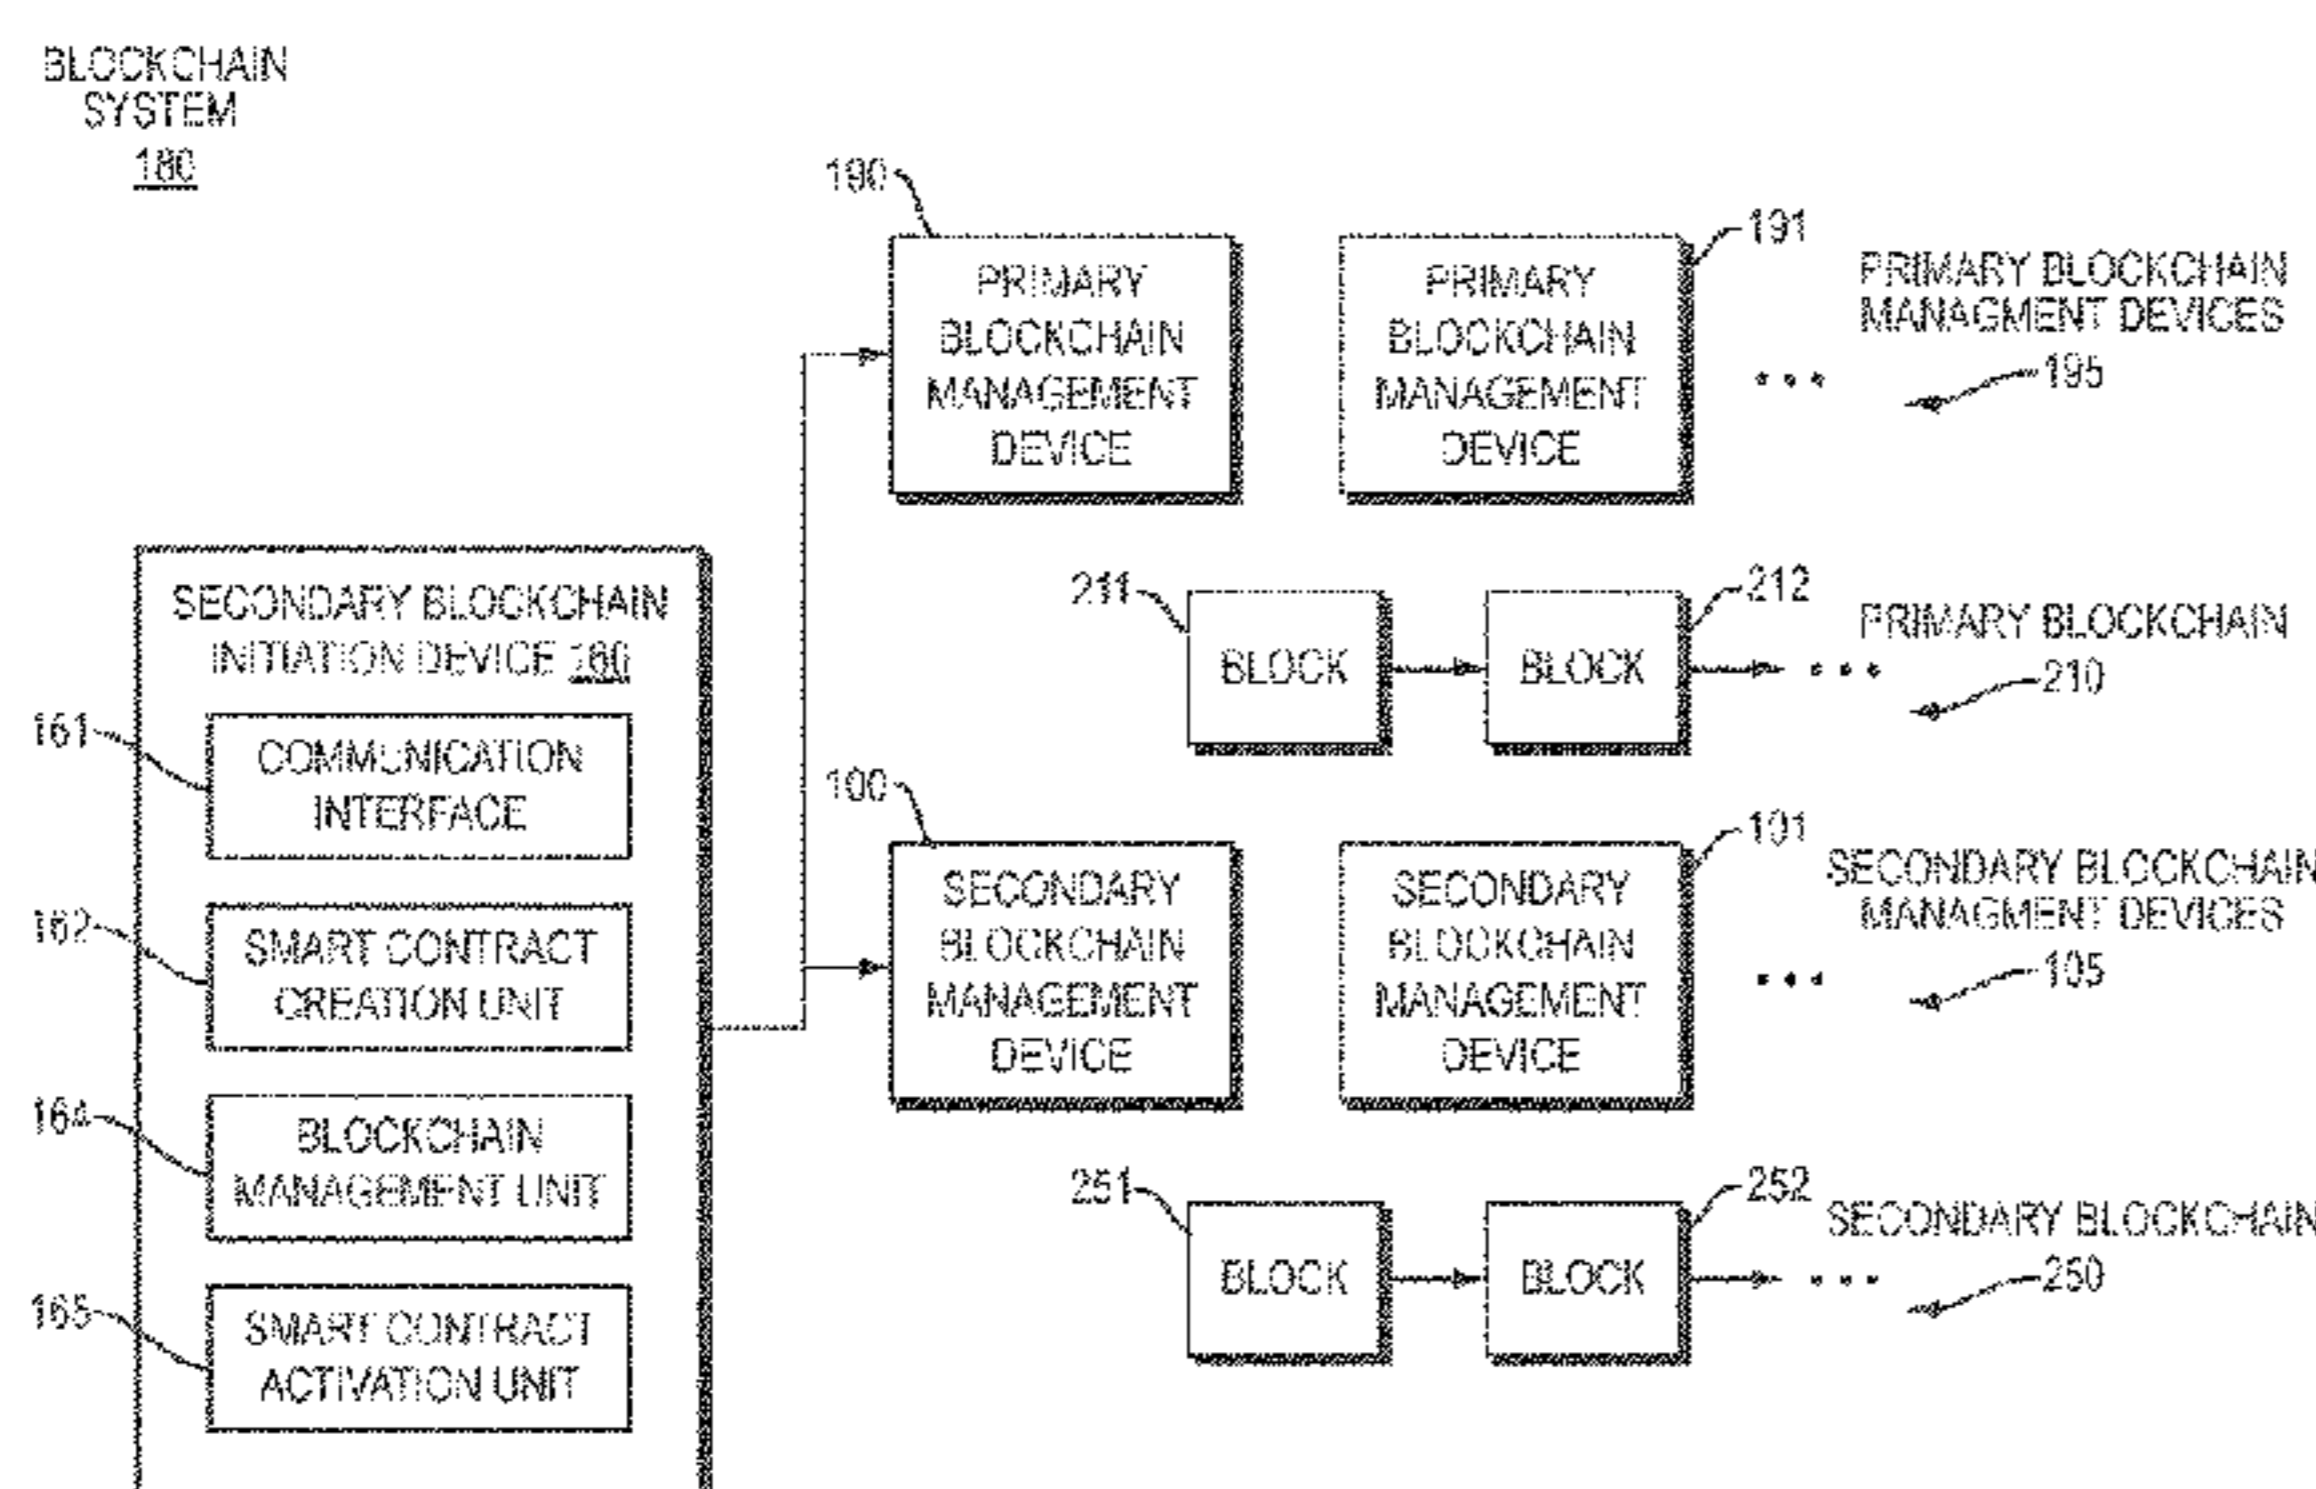 BLOCKCHAIN
SYSTEM
180
190
PRIMARY
BLOCKCHAIN
MANAGEMENT
DEVICE
191
PRIMARY
BLOCKCHAIN
MANAGEMENT
DEVICE
PRIMARY BLOCKCHAIN
MANAGMENT DEVICES
195
SECONDARY BLOCKCHAIN
INITIATION DEVICE 160
161
COMMUNICATION
INTERFACE
162
SMART CONTRACT
CREATION UNIT
164
BLOCKCHAIN
MANAGEMENT UNIT
165
SMART CONTRACT
ACTIVATION UNIT
211
BLOCK
212
BLOCK
PRIMARY BLOCKCHAIN
210
100
SECONDARY
BLOCKCHAIN
MANAGEMENT
DEVICE
101
SECONDARY
BLOCKCHAIN
MANAGEMENT
DEVICE
SECONDARY BLOCKCHAIN
MANAGMENT DEVICES
105
251
BLOCK
252
BLOCK
SECONDARY BLOCKCHAIN
250